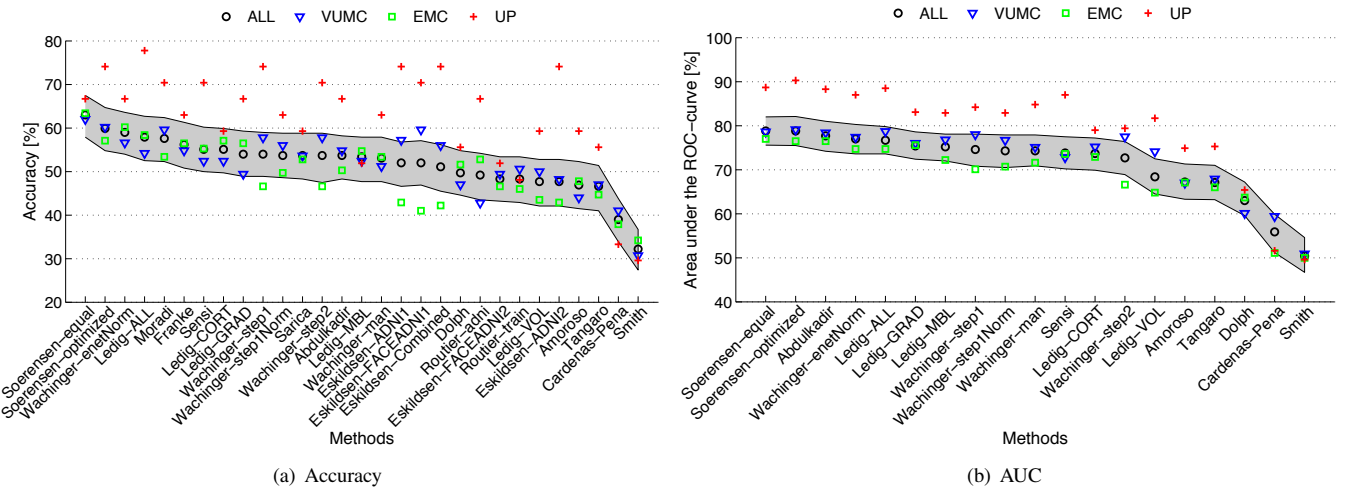 ALL VUMC EMC UP
80
70
60
50
40
30
20
Accuracy [%]
Soerensen−equal
Soerensen−optimized
Wachinger−enetNorm
Ledig−ALL
Moradi
Franke
Sensi
Ledig−CORT
Ledig−GRAD
Wachinger−step1
Wachinger−step1Norm
Sarica
Wachinger−step2
Abdulkadir
Ledig−MBL
Wachinger−man
Eskildsen−ADNI1
Eskildsen−FACEADNI1
Eskildsen−Combined
Dolph
Routier−adni
Eskildsen−FACEADNI2
Routier−train
Ledig−VOL
Eskildsen−ADNI2
Amoroso
Tangaro
Cardenas−Pena
Smith
Methods
(a) Accuracy
ALL VUMC EMC UP
100
90
80
70
60
50
40
Area under the ROC−curve [%]
Soerensen−equal
Soerensen−optimized
Abdulkadir
Wachinger−enetNorm
Ledig−ALL
Ledig−GRAD
Ledig−MBL
Wachinger−step1
Wachinger−step1Norm
Wachinger−man
Sensi
Ledig−CORT
Wachinger−step2
Ledig−VOL
Amoroso
Tangaro
Dolph
Cardenas−Pena
Smith
Methods
(b) AUC